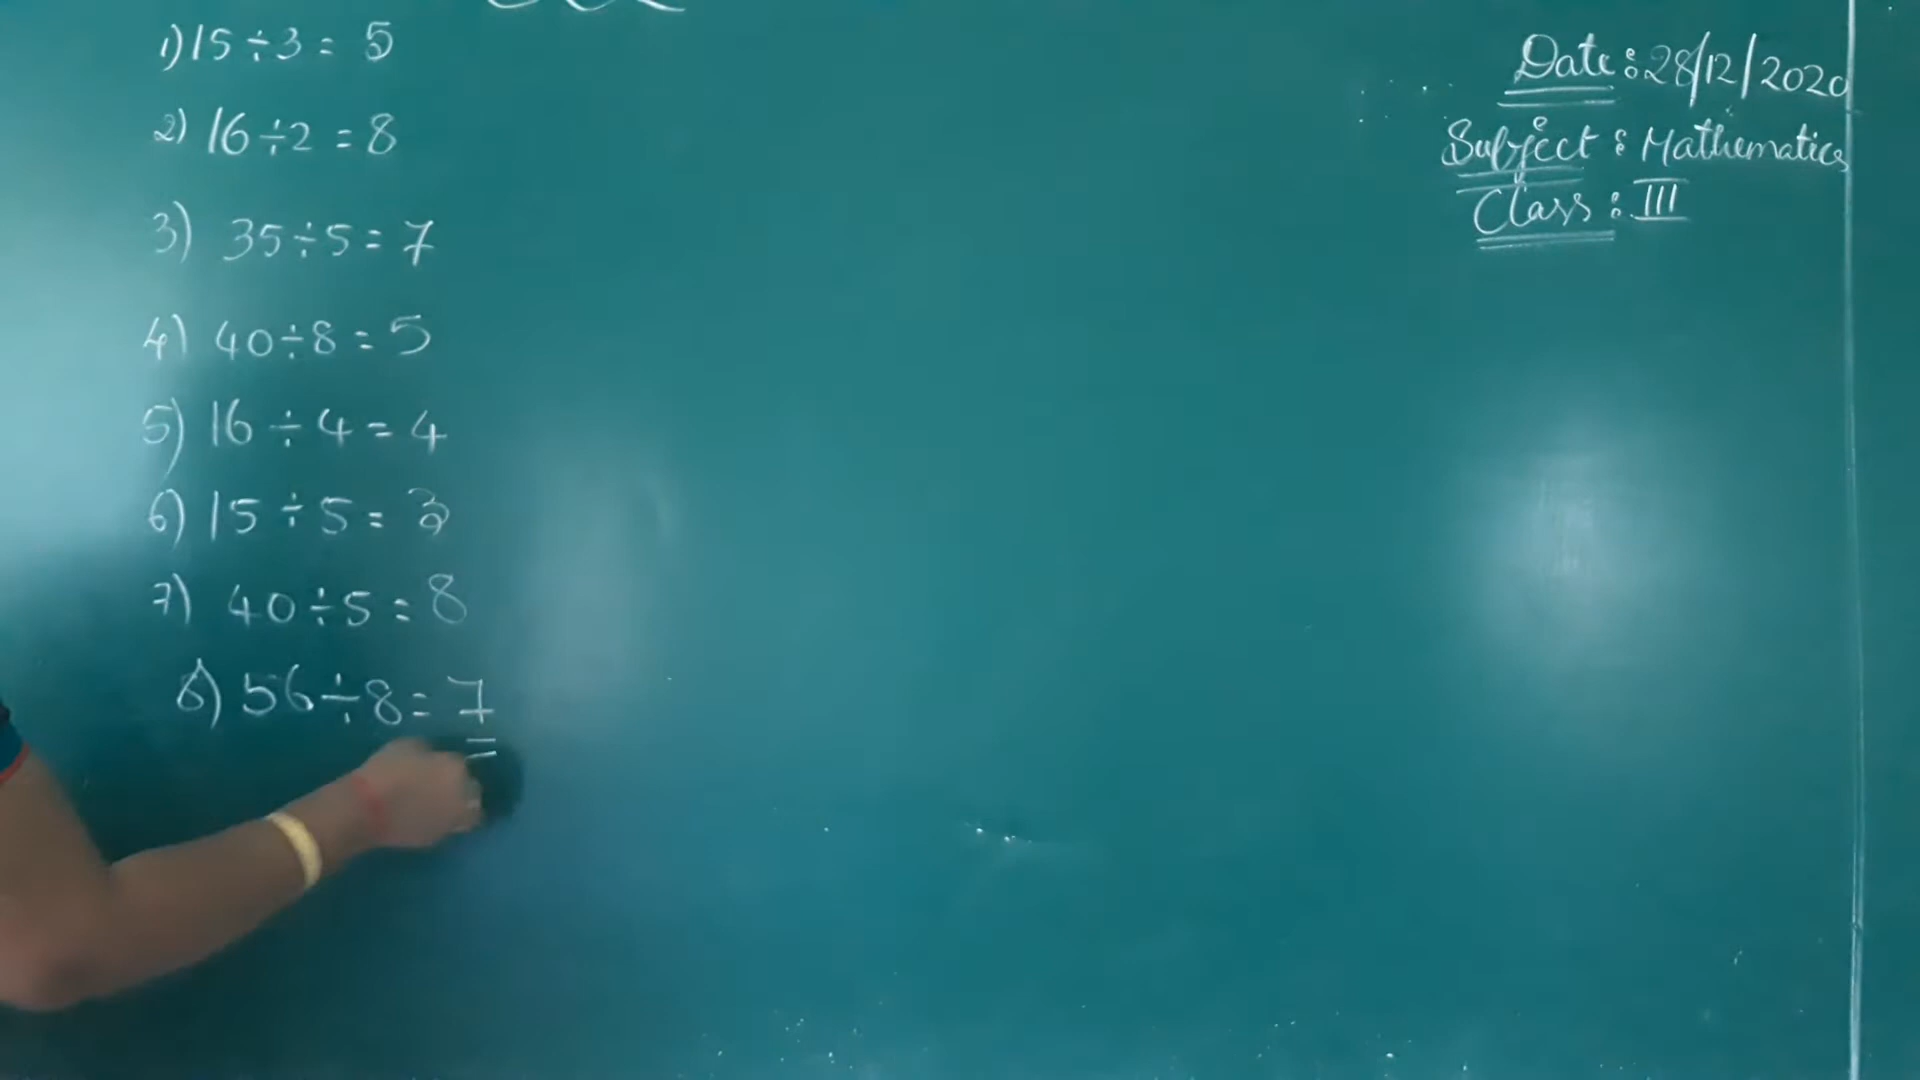 1) 15 ÷ 3 = 5
2) 16 ÷ 2 = 8
3) 35 ÷ 5 = 7
4) 40 ÷ 8 = 5
5) 16 ÷ 4 = 4
6) 15 ÷ 5 = 3
7) 40 ÷ 5 = 8
8) 56 ÷ 8 = 7
Date : 28/12/2020
Subject : Mathematics
Class : III